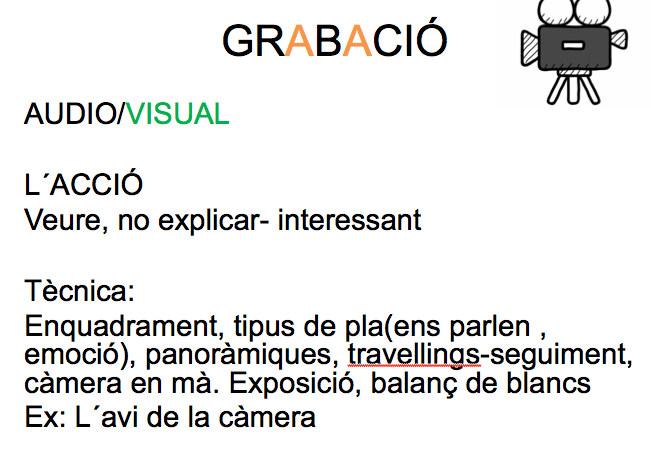 GRABACIÓ
AUDIO/VISUAL
L´ACCIÓ
Veure, no explicar- interessant
Tècnica:
Enquadrament, tipus de pla(ens parlen ,
emoció), panoràmiques, travellings-seguiment,
càmera en mà. Exposició, balanç de blancs
Ex: L´avi de la càmera